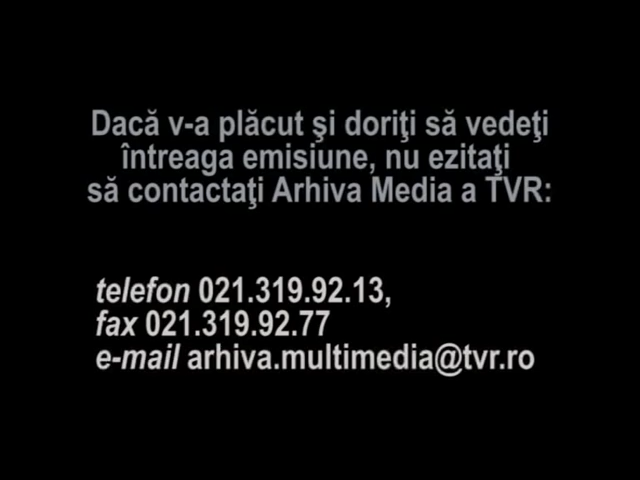 Dacă v-a plăcut şi doriţi să vedeţi
întreaga emisiune, nu ezitaţi
să contactaţi Arhiva Media a TVR:
telefon 021.319.92.13,
fax 021.319.92.77
e-mail arhiva.multimedia@tvr.ro